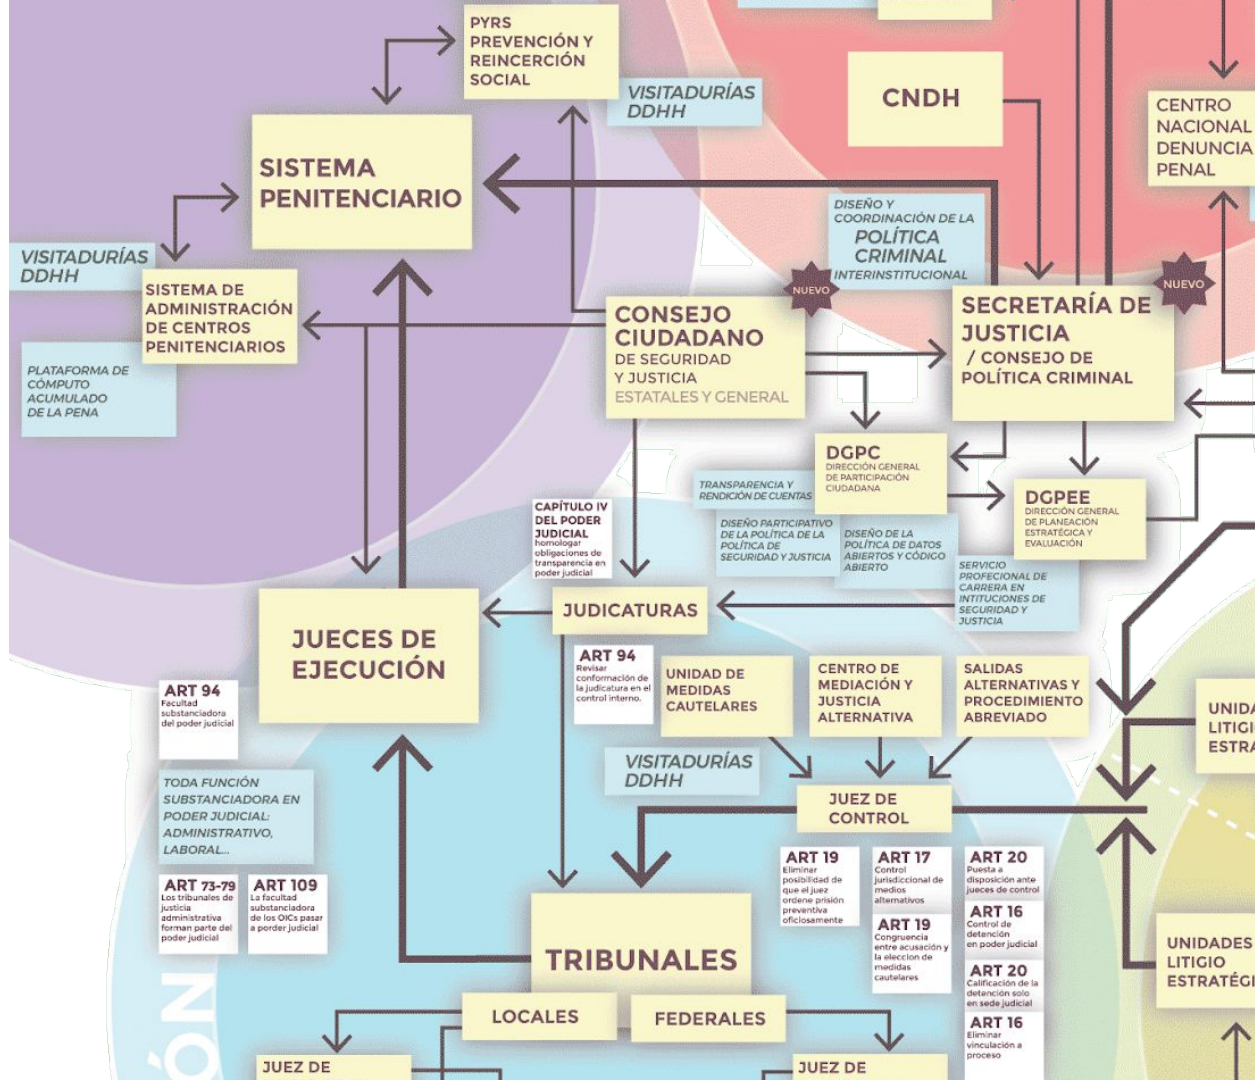 PYRS
PREVENCIÓN Y
REINCERCIÓN
SOCIAL
VISITADURÍAS
DDHH
CNDH
CENTRO
NACIONAL
DENUNCIA
PENAL
SISTEMA
PENITENCIARIO
DISEÑO Y
COORDINACIÓN DE LA
POLÍTICA
CRIMINAL
INTERINSTITUCIONAL
VISITADURÍAS
DDHH
SISTEMA DE
ADMINISTRACIÓN
DE CENTROS
PENITENCIARIOS
PLATAFORMA DE
CÓMPUTO
ACUMULADO
DE LA PENA
NUEVO
CONSEJO
CIUDADANO
DE SEGURIDAD
Y JUSTICIA
ESTATALES Y GENERAL
NUEVO
SECRETARÍA DE
JUSTICIA
/ CONSEJO DE
POLÍTICA CRIMINAL
DGPC
DIRECCIÓN GENERAL
DE PARTICIPACIÓN
CIUDADANA
DGPEE
DIRECCIÓN GENERAL
DE PLANEACIÓN
ESTRATÉGICA Y
EVALUACIÓN
TRANSPARENCIA Y
RENDICIÓN DE CUENTAS
DISEÑO PARTICIPATIVO
DE LA POLÍTICA DE LA
POLÍTICA DE
SEGURIDAD Y JUSTICIA
DISEÑO DE LA
POLÍTICA DE DATOS
ABIERTOS Y CÓDIGO
ABIERTO
SERVICIO
PROFECIONAL DE
CARRERA EN
INTITUCIONES DE
SEGURIDAD Y
JUSTICIA
CAPÍTULO IV
DEL PODER
JUDICIAL
homologar
obligaciones de
transparencia en
poder judicial
JUDICATURAS
JUECES DE
EJECUCIÓN
ART 94
Revisar
conformación de
la judicatura en el
control interno.
UNIDAD DE
MEDIDAS
CAUTELARES
CENTRO DE
MEDIACIÓN Y
JUSTICIA
ALTERNATIVA
SALIDAS
ALTERNATIVAS Y
PROCEDIMIENTO
ABREVIADO
ART 94
Facultad
substanciadora
del poder judicial
TODA FUNCIÓN
SUBSTANCIADORA EN
PODER JUDICIAL:
ADMINISTRATIVO,
LABORAL...
ART 73-79
Los tribunales de
justicia
administrativa
forman parte del
poder judicial
ART 109
La facultad
substanciadora
de los OICs pasar
a porder judicial
VISITADURÍAS
DDHH
JUEZ DE
CONTROL
ART 19
Eliminar
posibilidad de
que el juez
ordene prisión
preventiva
oficiosamente
ART 17
Control
jurisdiccional de
medios
alternativos
ART 19
Congruencia
entre acusación y
la eleccion de
medidas
cautelares
ART 20
Puesta a
disposición ante
jueces de control
ART 16
Control de
detención
en poder judicial
ART 20
Calificación de la
detención solo
en sede judicial
ART 16
Eliminar
vinculación a
proceso
UNIDA
LITIGI
ESTRA
UNIDADES
LITIGIO
ESTRATÉGI
TRIBUNALES
LOCALES
FEDERALES
JUEZ DE
JUEZ DE
ÓN